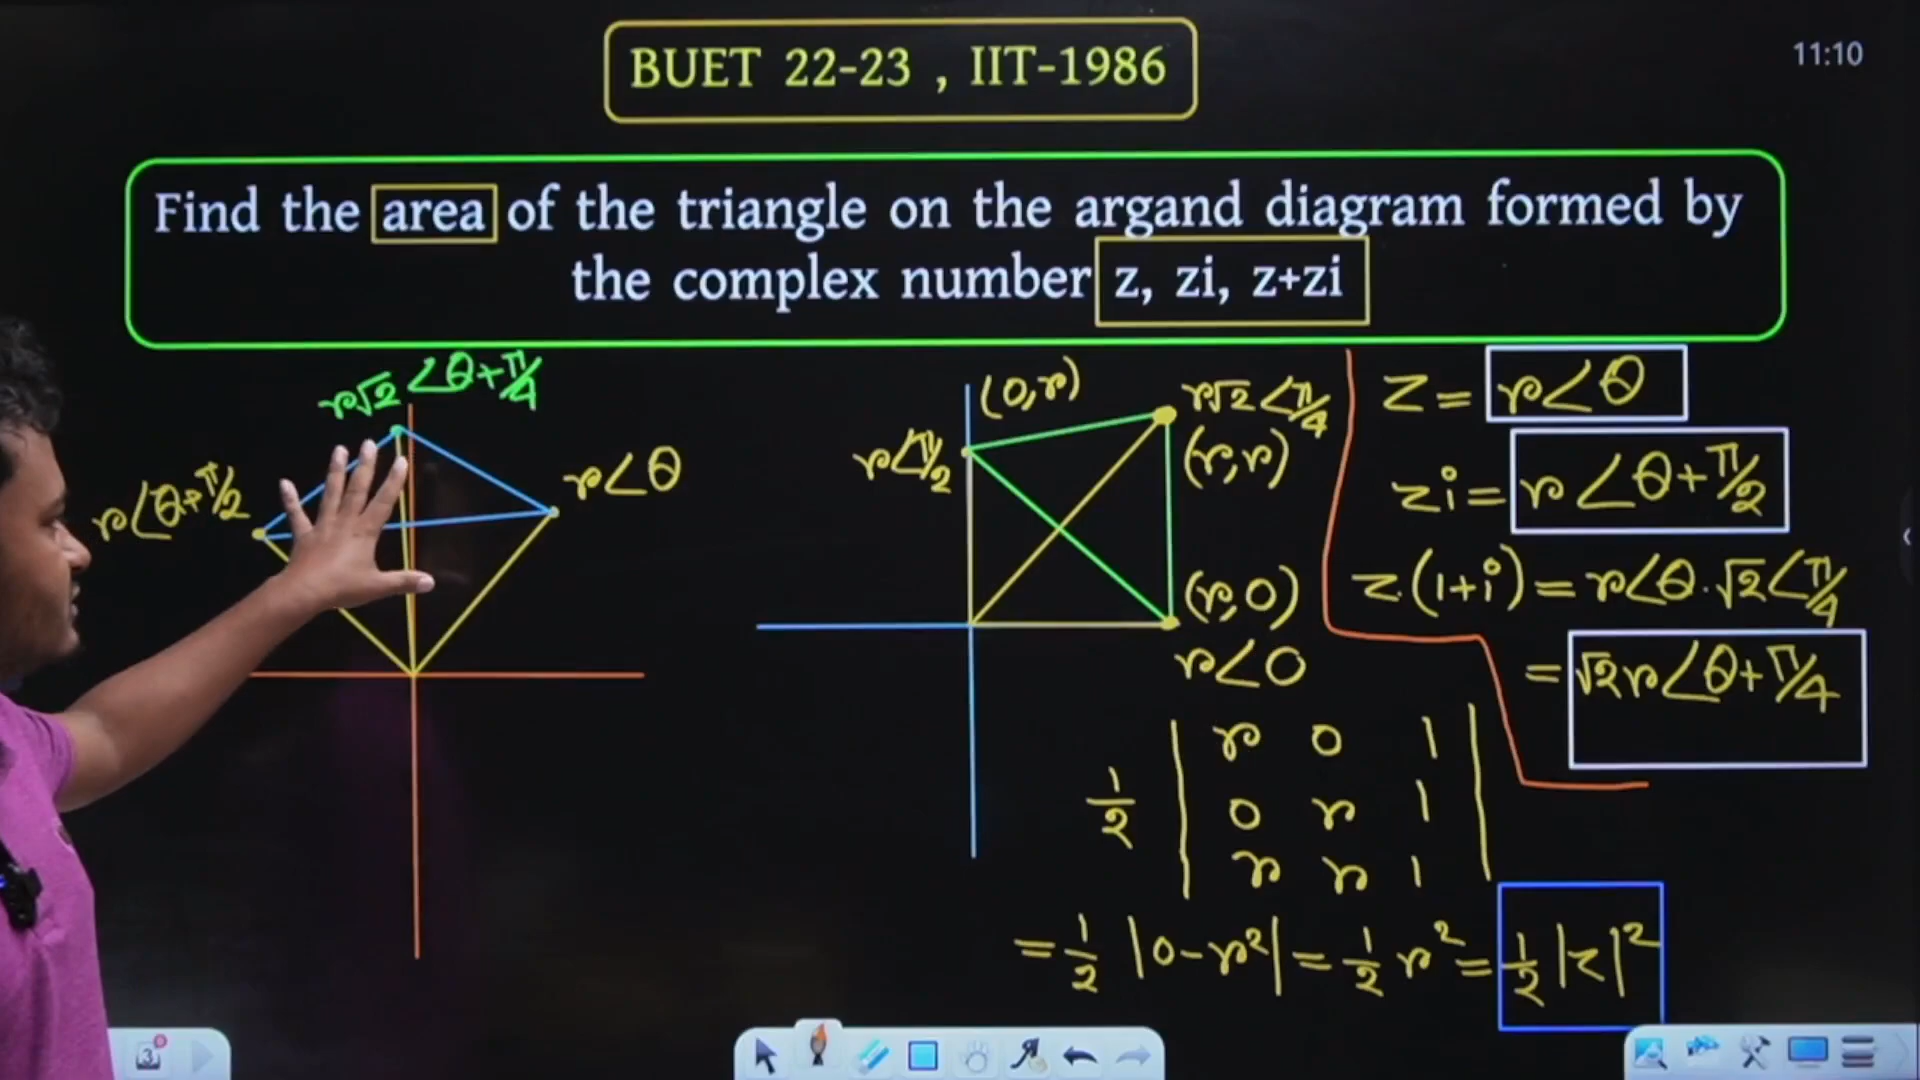 BUET 22-23 , IIT-1986
11:10
Find the area of the triangle on the argand diagram formed by
the complex number z, zi, z+zi
r√2 ∠θ+π/4
r∠θ+π/2
r∠θ
(0,r)
r√2∠π/4
r∠π/2
(r,r)
(r,0)
r∠0
z = r∠θ
zi = r∠θ+π/2
z.(1+i) = r∠θ.√2∠π/4
= √2r∠θ+π/4
1/2 | r 0 1
0 r 1
r r 1 |
= 1/2 |0-r²| = 1/2 r² = 1/2 |z|²
3